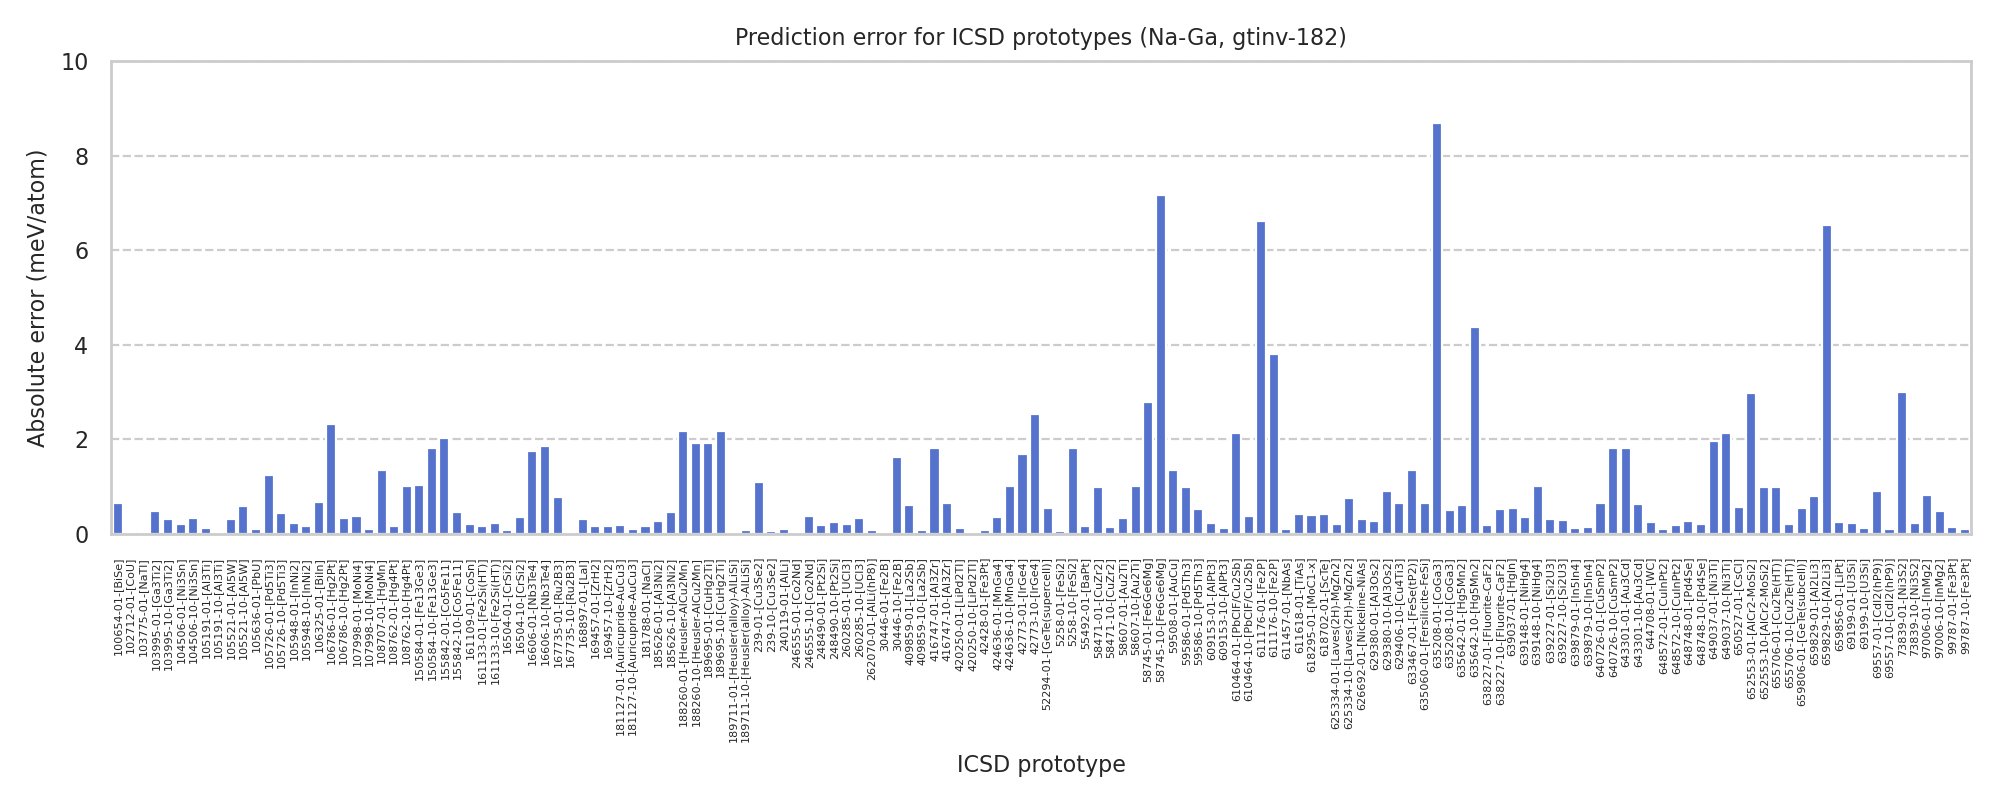 Prediction error for ICSD prototypes (Na-Ga, gtinv-182)
Absolute error (meV/atom)
10
8
6
4
2
0
100654-01-[BiSe]
102712-01-[CoU]
103775-01-[NaTl]
103995-01-[Ga3Ti2]
103995-10-[Ga3Ti2]
104506-01-[Ni3Sn]
104506-10-[Ni3Sn]
105191-01-[Al3Ti]
105191-10-[Al3Ti]
105521-01-[Al5W]
105521-10-[Al5W]
105636-01-[PbU]
105726-01-[Pd5Ti3]
105726-10-[Pd5Ti3]
105948-01-[InNi2]
105948-10-[InNi2]
106325-01-[BiIn]
106786-01-[Hg2Pt]
106786-10-[Hg2Pt]
107998-01-[MoNi4]
107998-10-[MoNi4]
108707-01-[HgMn]
108762-01-[Hg4Pt]
108762-10-[Hg4Pt]
150584-01-[Fe13Ge3]
150584-10-[Fe13Ge3]
155842-01-[Co5Fe11]
155842-10-[Co5Fe11]
161109-01-[CoSn]
161133-01-[Fe2Si(HT)]
161133-10-[Fe2Si(HT)]
16504-01-[CrSi2]
16504-10-[CrSi2]
16606-01-[Nb3Te4]
16606-10-[Nb3Te4]
167735-01-[Ru2B3]
167735-10-[Ru2B3]
168897-01-[LaI]
169457-01-[ZrH2]
169457-10-[ZrH2]
181127-01-[Auricupride-AuCu3]
181127-10-[Auricupride-AuCu3]
181788-01-[NaCl]
185626-01-[Al3Ni2]
185626-10-[Al3Ni2]
188260-01-[Heusler-AlCu2Mn]
188260-10-[Heusler-AlCu2Mn]
189695-01-[CuHg2Ti]
189695-10-[CuHg2Ti]
189711-01-[Heusler(alloy)-AlLiSi]
189711-10-[Heusler(alloy)-AlLiSi]
239-01-[Cu3Se2]
239-10-[Cu3Se2]
240119-01-[AlLi]
246555-01-[Co2Nd]
246555-10-[Co2Nd]
248490-01-[Pt2Si]
248490-10-[Pt2Si]
260285-01-[UCl3]
260285-10-[UCl3]
262070-01-[AlLi(hP8)]
30446-01-[Fe2B]
30446-10-[Fe2B]
409859-01-[La2Sb]
409859-10-[La2Sb]
416747-01-[Al3Zr]
416747-10-[Al3Zr]
420250-01-[LiPd2Tl]
420250-10-[LiPd2Tl]
42428-01-[Fe3Pt]
424636-01-[MnGa4]
424636-10-[MnGa4]
42773-01-[IrGe4]
42773-10-[IrGe4]
52294-01-[GeTe(supercell)]
5258-01-[FeSi2]
5258-10-[FeSi2]
55492-01-[BaPt]
58471-01-[CuZr2]
58471-10-[CuZr2]
58607-01-[Au2Ti]
58607-10-[Au2Ti]
58745-01-[Fe6Ge6Mg]
58745-10-[Fe6Ge6Mg]
59508-01-[AuCu]
59586-01-[Pd5Th3]
59586-10-[Pd5Th3]
609153-01-[AlPt3]
609153-10-[AlPt3]
610464-01-[PbClF/Cu2Sb]
610464-10-[PbClF/Cu2Sb]
611176-01-[Fe2P]
611176-10-[Fe2P]
611457-01-[NbAs]
611618-01-[TiAs]
618295-01-[MoC1-x]
618702-01-[ScTe]
625334-01-[Laves(2H)-MgZn2]
625334-10-[Laves(2H)-MgZn2]
626692-01-[Nickeline-NiAs]
629380-01-[Al3Os2]
629380-10-[Al3Os2]
629406-10-[Cu4Ti3]
633467-01-[FeSe(tP2)]
635060-01-[Fersilicite-FeSi]
635208-01-[CoGa3]
635208-10-[CoGa3]
635642-01-[Hg5Mn2]
635642-10-[Hg5Mn2]
638227-01-[Fluorite-CaF2]
638227-10-[Fluorite-CaF2]
639037-01-[HgIn]
639148-01-[NiHg4]
639148-10-[NiHg4]
639227-01-[Si2U3]
639227-10-[Si2U3]
639879-01-[In5In4]
639879-10-[In5In4]
640726-01-[CuSmP2]
640726-10-[CuSmP2]
643301-01-[Au3Cd]
643301-10-[Au3Cd]
644708-01-[WC]
648572-01-[CuInPt2]
648572-10-[CuInPt2]
648748-01-[Pd4Se]
648748-10-[Pd4Se]
649037-01-[Ni3Ti]
649037-10-[Ni3Ti]
650527-01-[CsCl]
652553-01-[AlCr2-MoSi2]
652553-10-[AlCr2-MoSi2]
655706-01-[Cu2Te(HT)]
655706-10-[Cu2Te(HT)]
659806-01-[GeTe(subcell)]
659829-01-[Al2Li3]
659829-10-[Al2Li3]
659856-01-[LiPt]
69199-01-[U3Si]
69199-10-[U3Si]
69557-01-[CdI2(hP9)]
69557-10-[CdI2(hP9)]
73839-01-[Ni3S2]
73839-10-[Ni3S2]
97006-01-[InMg2]
97006-10-[InMg2]
99787-01-[Fe3Pt]
99787-10-[Fe3Pt]
ICSD prototype